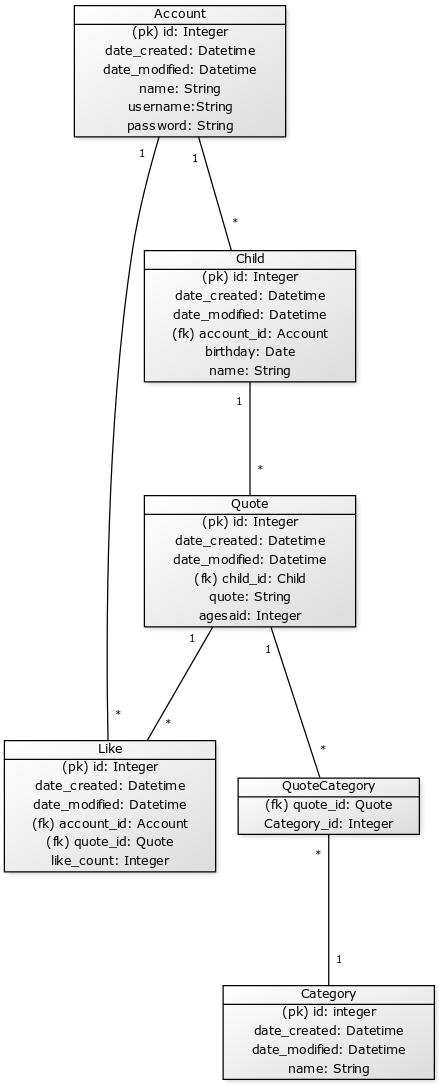 Account
(pk) id: Integer
date_created: Datetime
date_modified: Datetime
name: String
username:String
password: String
1
1
*
Child
(pk) id: Integer
date_created: Datetime
date_modified: Datetime
(fk) account_id: Account
birthday: Date
name: String
1
*
Quote
(pk) id: Integer
date_created: Datetime
date_modified: Datetime
(fk) child_id: Child
quote: String
agesaid: Integer
1
1
*
*
*
Like
(pk) id: Integer
date_created: Datetime
date_modified: Datetime
(fk) account_id: Account
(fk) quote_id: Quote
like_count: Integer
QuoteCategory
(fk) quote_id: Quote
Category_id: Integer
*
1
Category
(pk) id: integer
date_created: Datetime
date_modified: Datetime
name: String